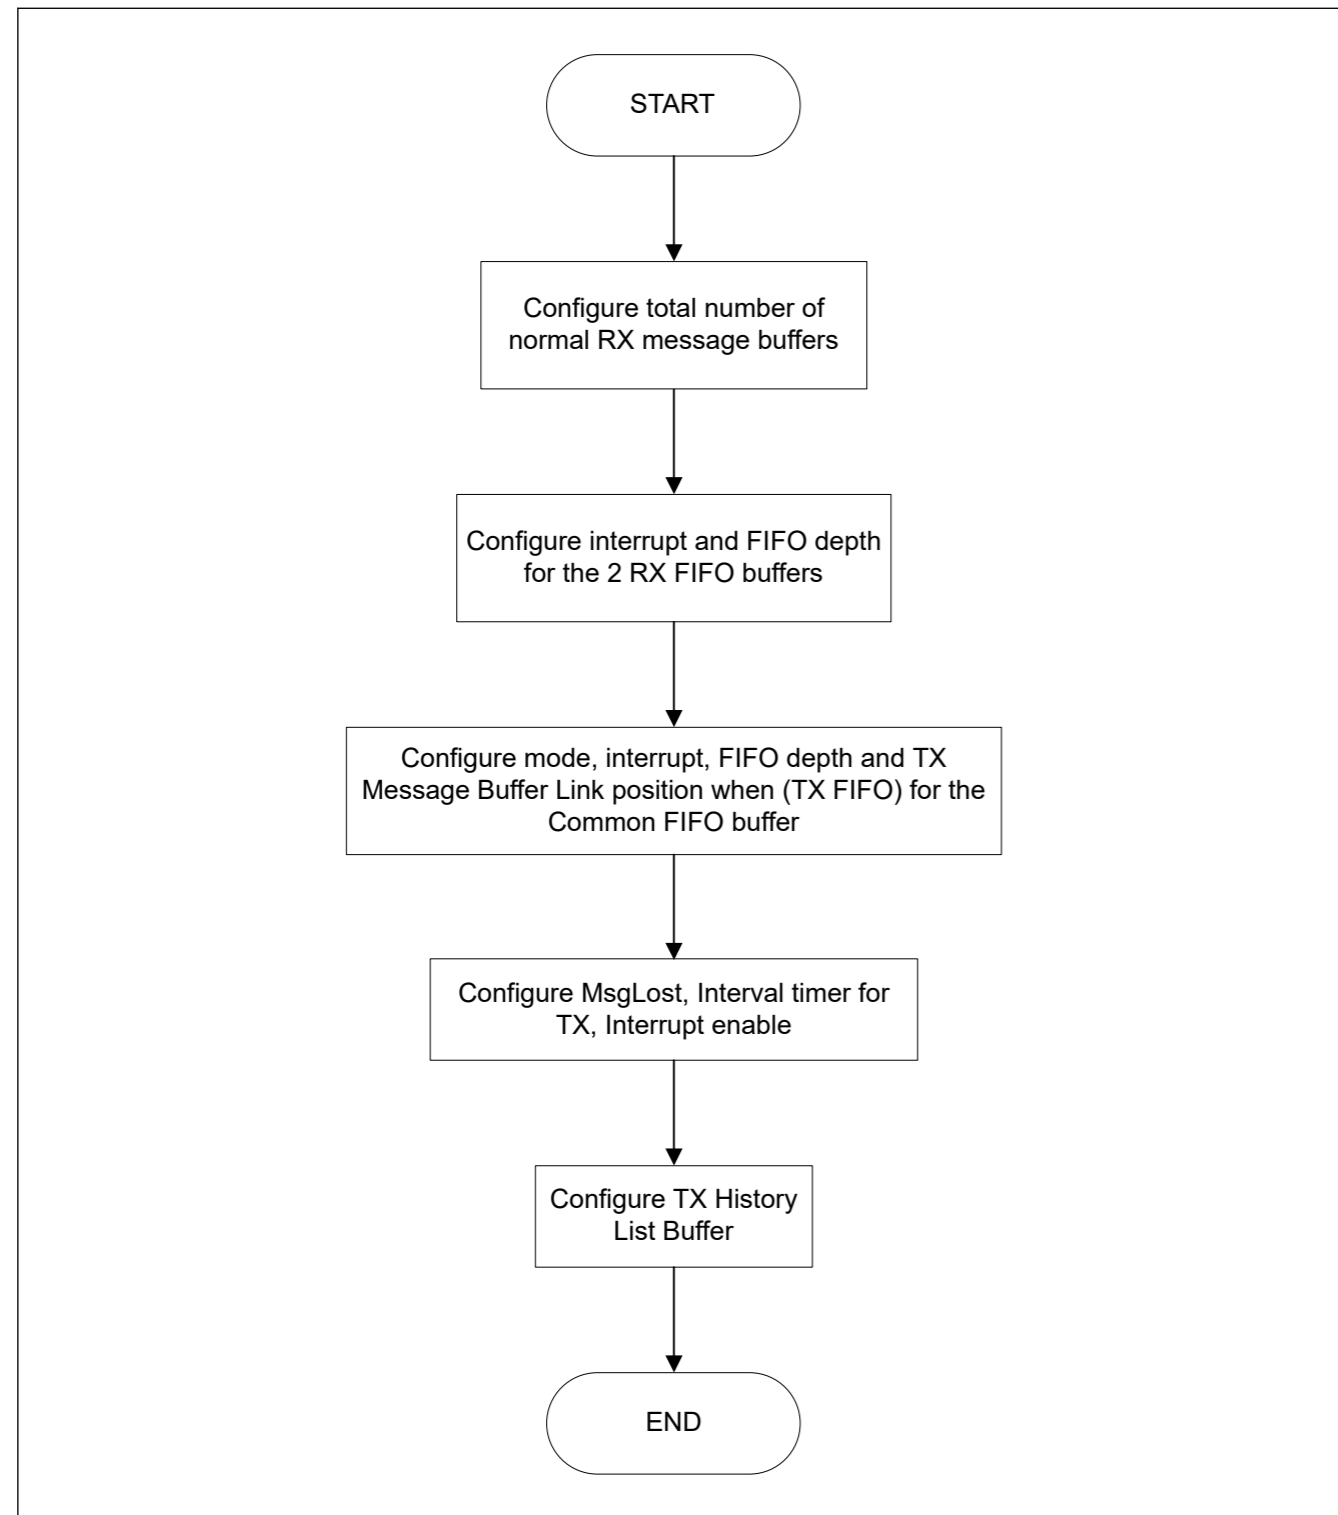 START
Configure total number of
normal RX message buffers
Configure interrupt and FIFO depth
for the 2 RX FIFO buffers
Configure mode, interrupt, FIFO depth and TX
Message Buffer Link position when (TX FIFO) for the
Common FIFO buffer
Configure MsgLost, Interval timer for
TX, Interrupt enable
Configure TX History
List Buffer
END